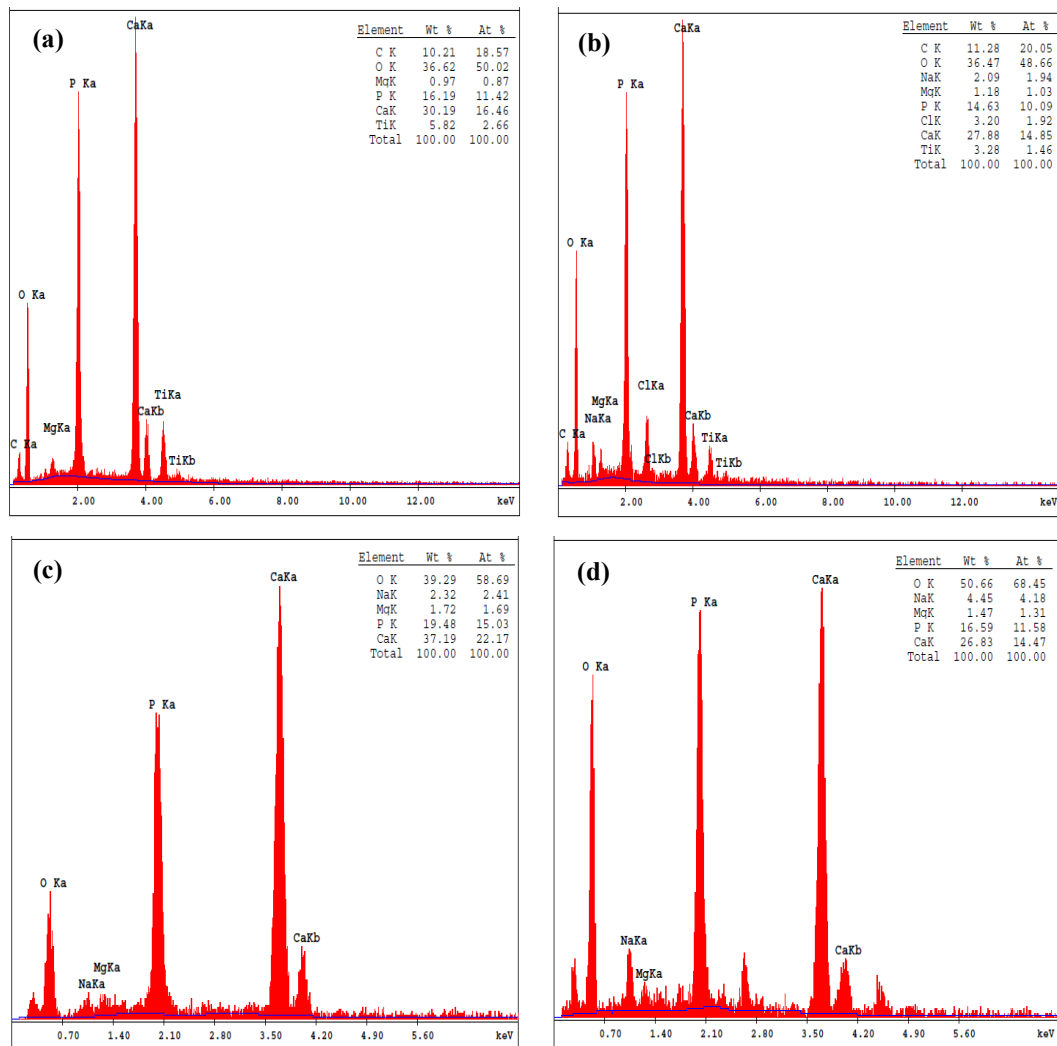 (a)
CaKa
P Ka
O Ka
C Ka
MgKa
CaKb
TiKa
TiKb
Element Wt % At %
C K 10.21 18.57
O K 36.62 50.02
MgK 0.97 0.87
P K 16.19 11.42
CaK 30.19 16.46
TiK 5.82 2.66
Total 100.00 100.00
2.00 4.00 6.00 8.00 10.00 12.00 keV
(b)
CaKa
P Ka
O Ka
C Ka
NaKa
MgKa
ClKa
ClKb
CaKb
TiKa
TiKb
Element Wt % At %
C K 11.28 20.05
O K 36.47 48.66
NaK 2.09 1.94
MgK 1.18 1.03
P K 14.63 10.09
ClK 3.20 1.92
CaK 27.88 14.85
TiK 3.28 1.46
Total 100.00 100.00
2.00 4.00 6.00 8.00 10.00 12.00 keV
(c)
CaKa
P Ka
O Ka
NaKa
MgKa
CaKb
Element Wt % At %
O K 39.29 58.69
NaK 2.32 2.41
MgK 1.72 1.69
P K 19.48 15.03
CaK 37.19 22.17
Total 100.00 100.00
0.70 1.40 2.10 2.80 3.50 4.20 4.90 5.60 keV
(d)
CaKa
P Ka
O Ka
NaKa
MgKa
CaKb
Element Wt % At %
O K 50.66 68.45
NaK 4.45 4.18
MgK 1.47 1.31
P K 16.59 11.58
CaK 26.83 14.47
Total 100.00 100.00
0.70 1.40 2.10 2.80 3.50 4.20 4.90 5.60 keV